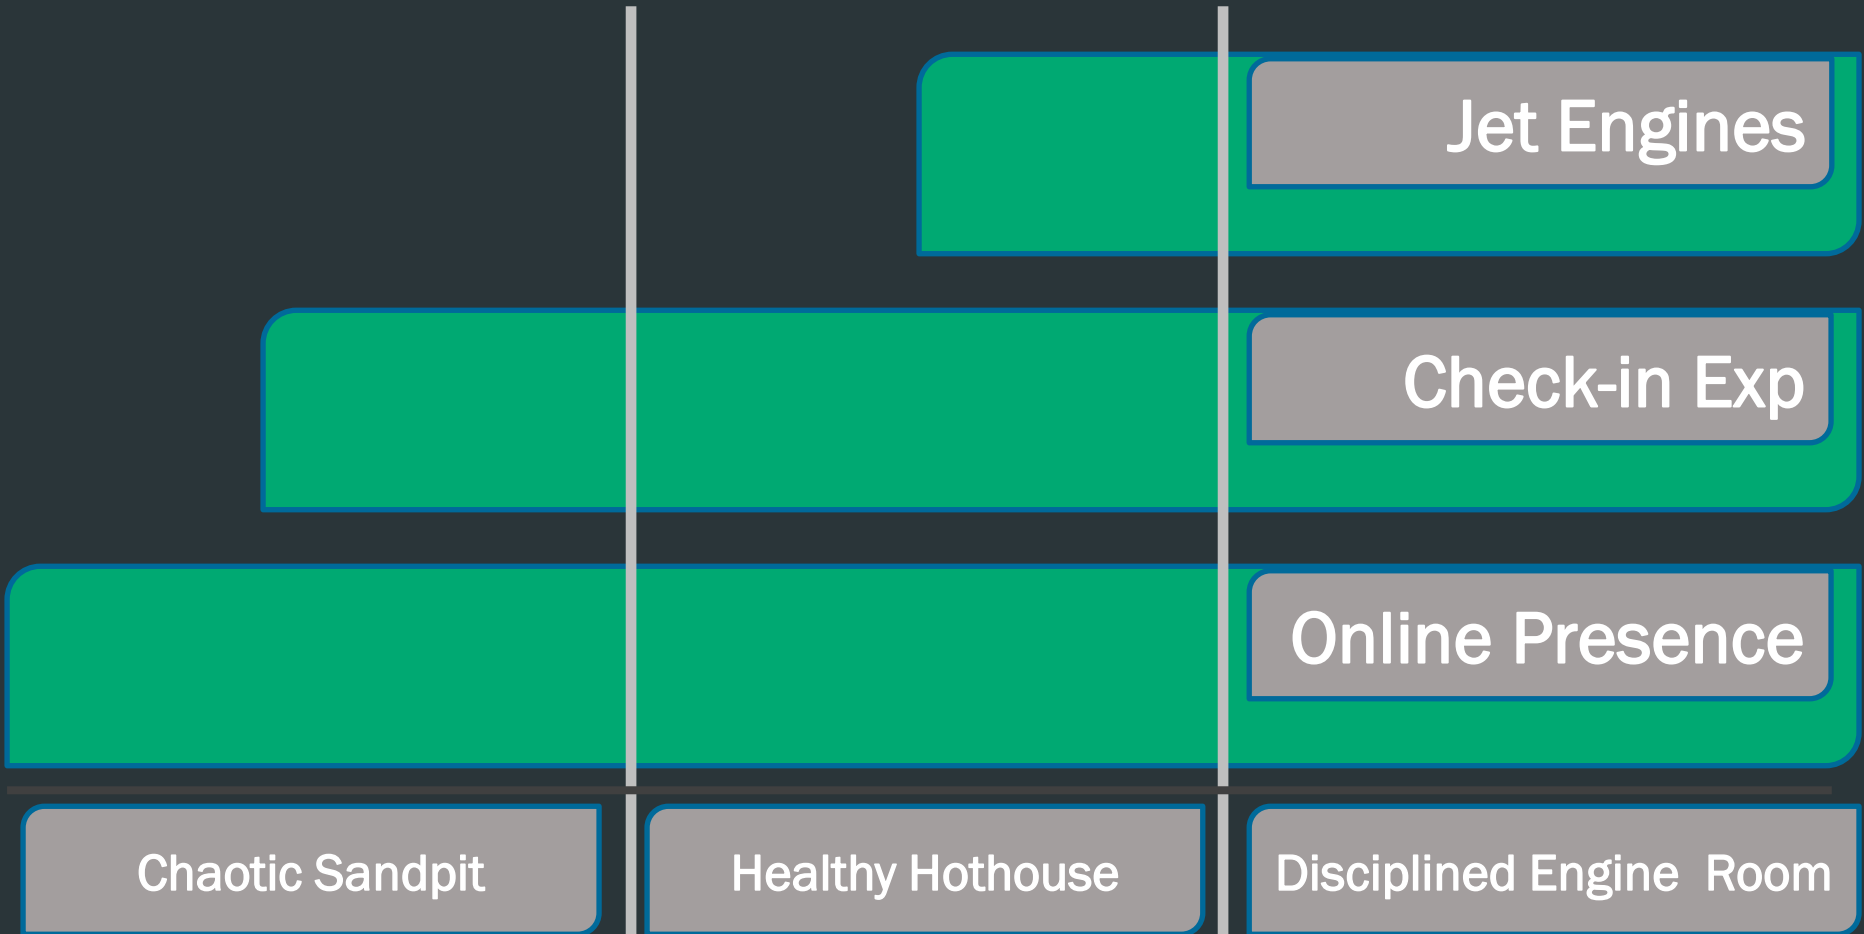 Jet Engines
Check-in Exp
Online Presence
Chaotic Sandpit
Healthy Hothouse
Disciplined Engine  Room